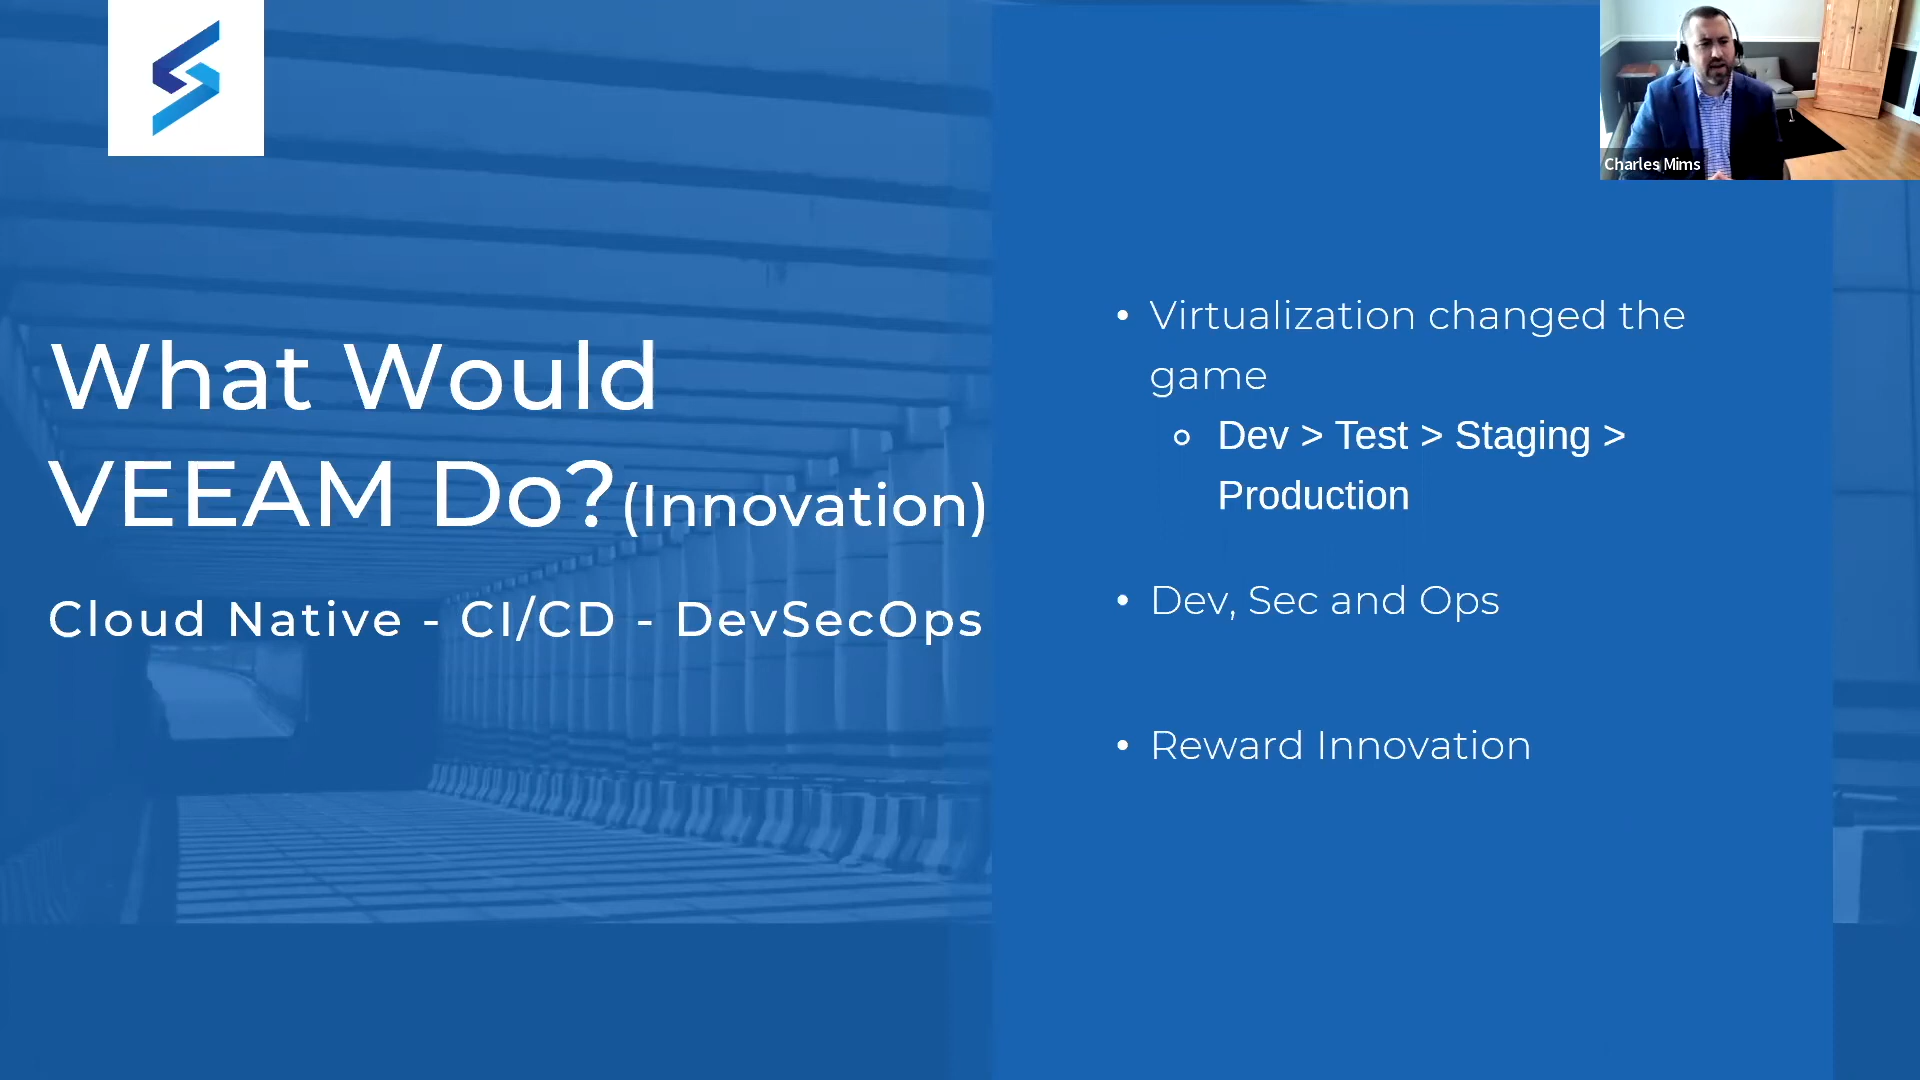 What Would
VEEAM Do?(Innovation)
Cloud Native - CI/CD - DevSecOps
• Virtualization changed the
game
○ Dev > Test > Staging >
Production
• Dev, Sec and Ops
• Reward Innovation
Charles Mims